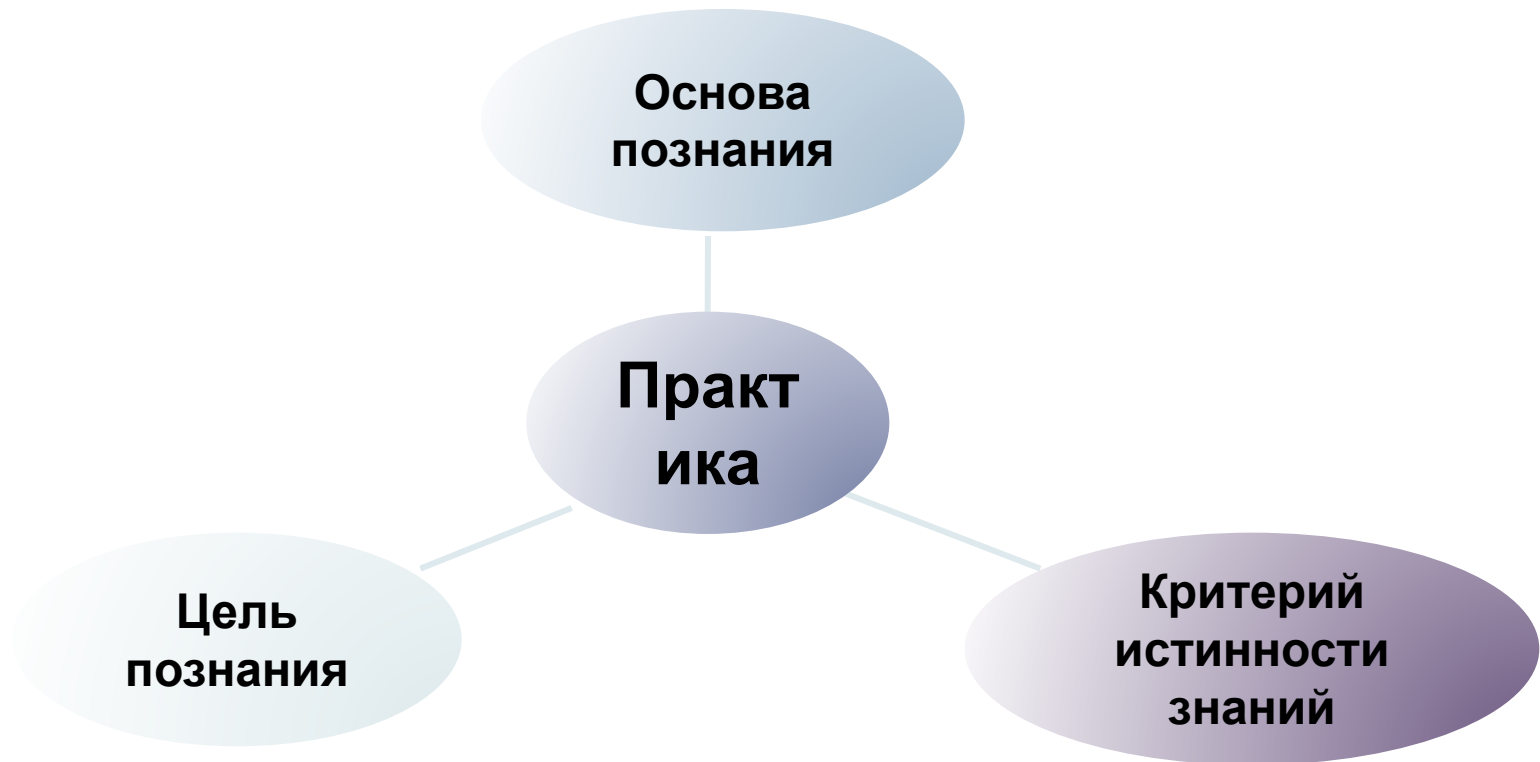 Основа
познания
Практ
ика
Цель
познания
Критерий
истинности
знаний